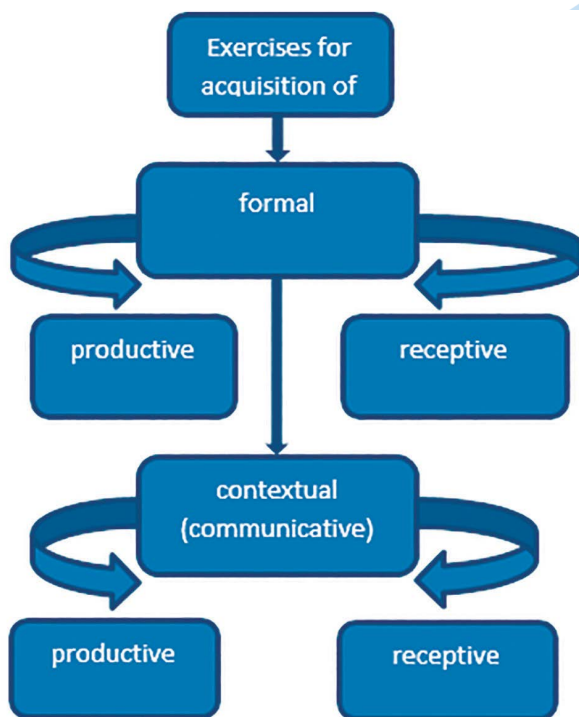 Exercises for
acquisition of
formal
productive
receptive
contextual
(communicative)
productive
receptive